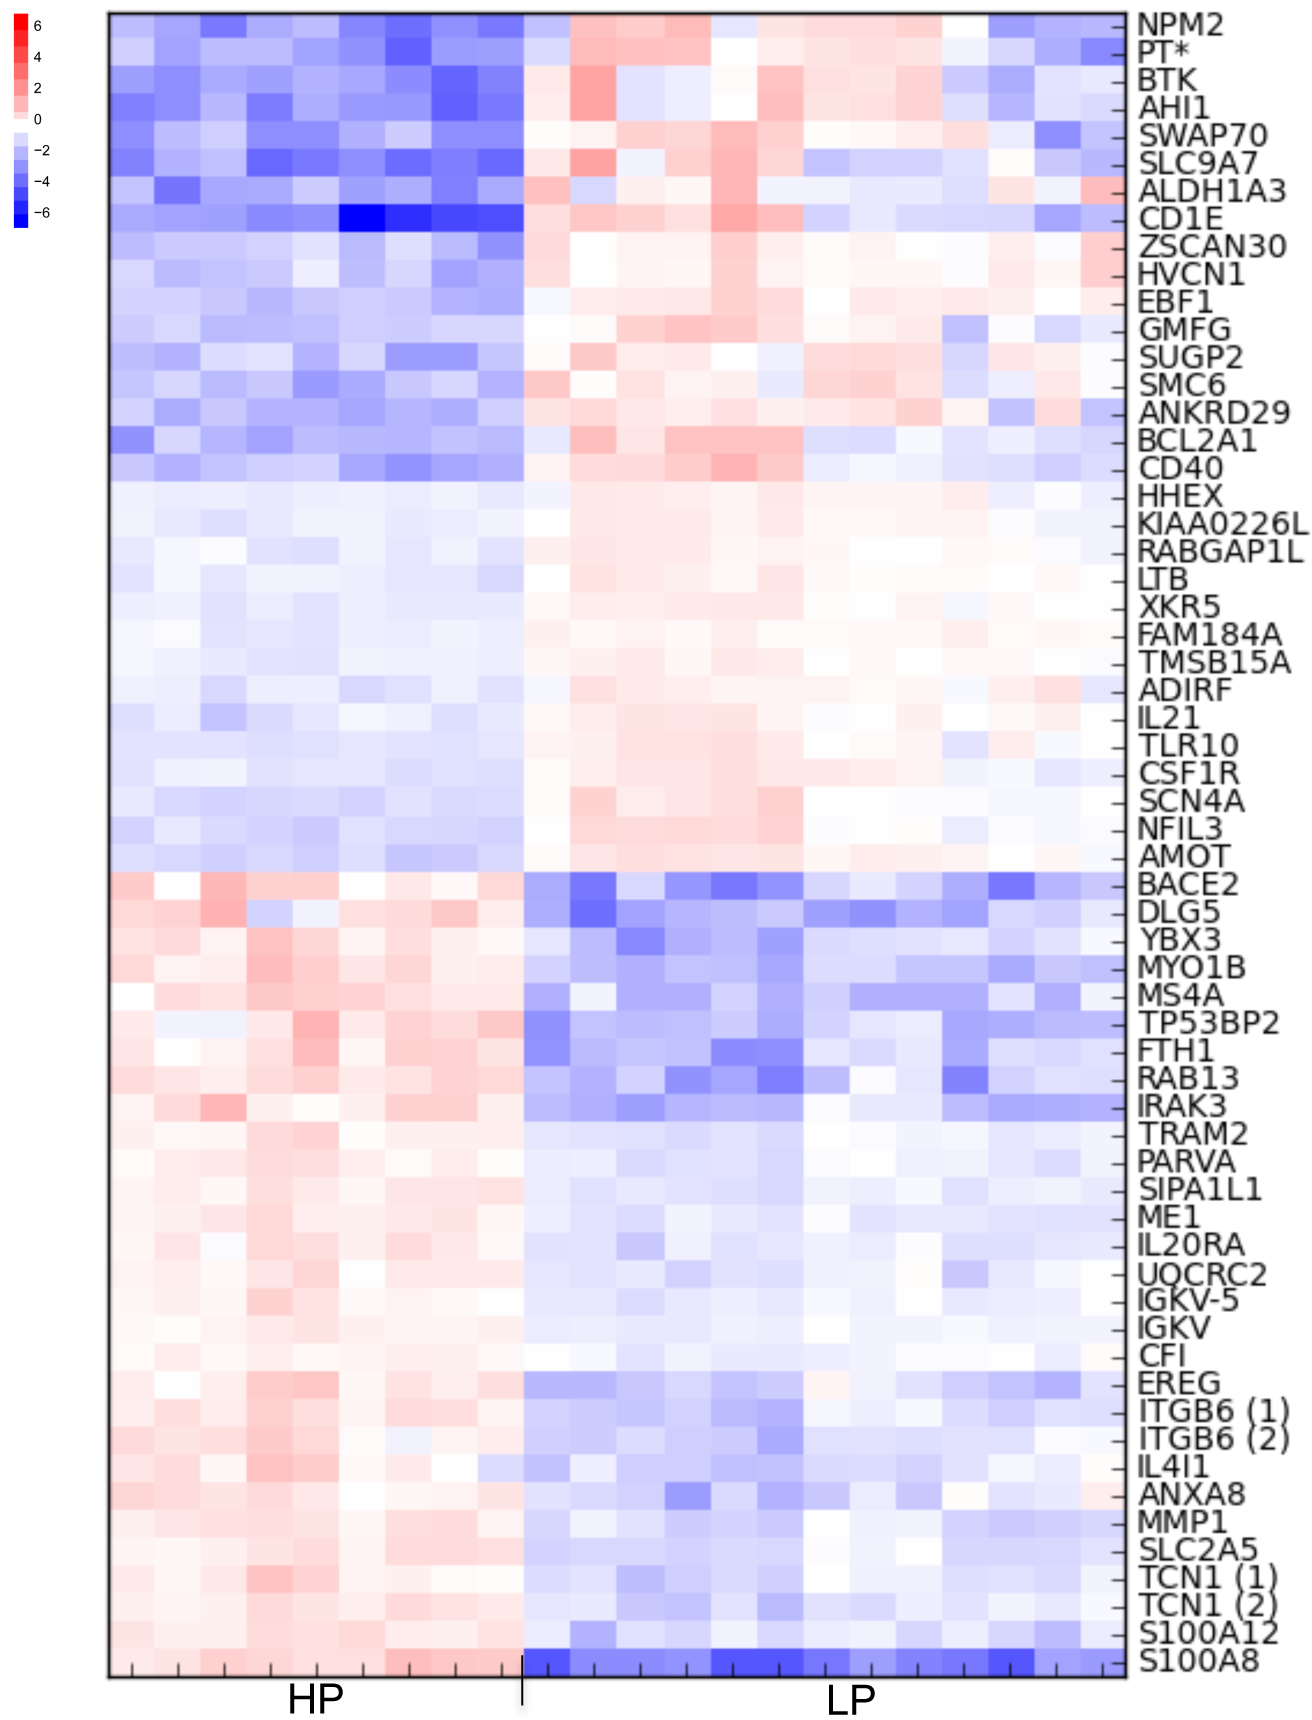 6
4
2
0
−2
−4
−6
NPM2
PT*
BTK
AHI1
SWAP70
SLC9A7
ALDH1A3
CD1E
ZSCAN30
HVCN1
EBF1
GMFG
SUGP2
SMC6
ANKRD29
BCL2A1
CD40
HHEX
KIAA0226L
RABGAP1L
LTB
XKR5
FAM184A
TMSB15A
ADIRF
IL21
TLR10
CSF1R
SCN4A
NFIL3
AMOT
BACE2
DLG5
YBX3
MYO1B
MS4A
TP53BP2
FTH1
RAB13
IRAK3
TRAM2
PARVA
SIPA1L1
ME1
IL20RA
UQCRC2
IGKV-5
IGKV
CFI
EREG
ITGB6 (1)
ITGB6 (2)
IL4I1
ANXA8
MMP1
SLC2A5
TCN1 (1)
TCN1 (2)
S100A12
S100A8
HP LP